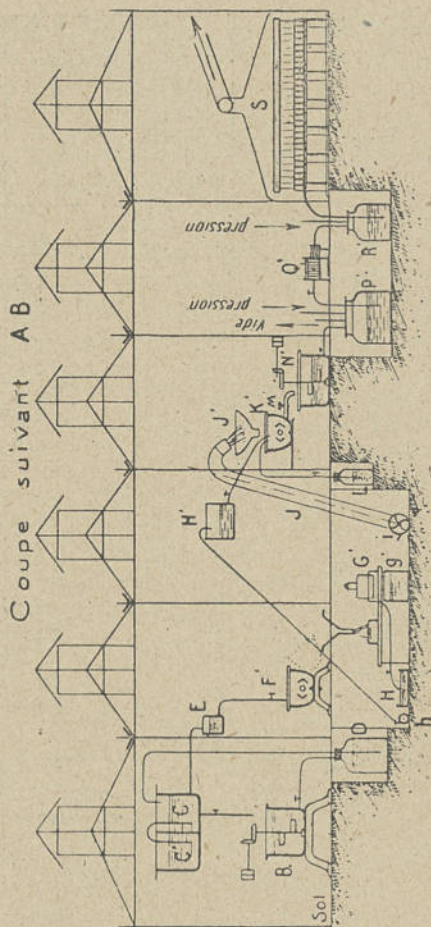 Coupe suivant AB
pression
Vide
pression
S
H'
J'
K'
M
N'
Q'
E
F'
J
L
P'
R'
C'
C
B
Sol
D
H
G'
g'
I
b
h